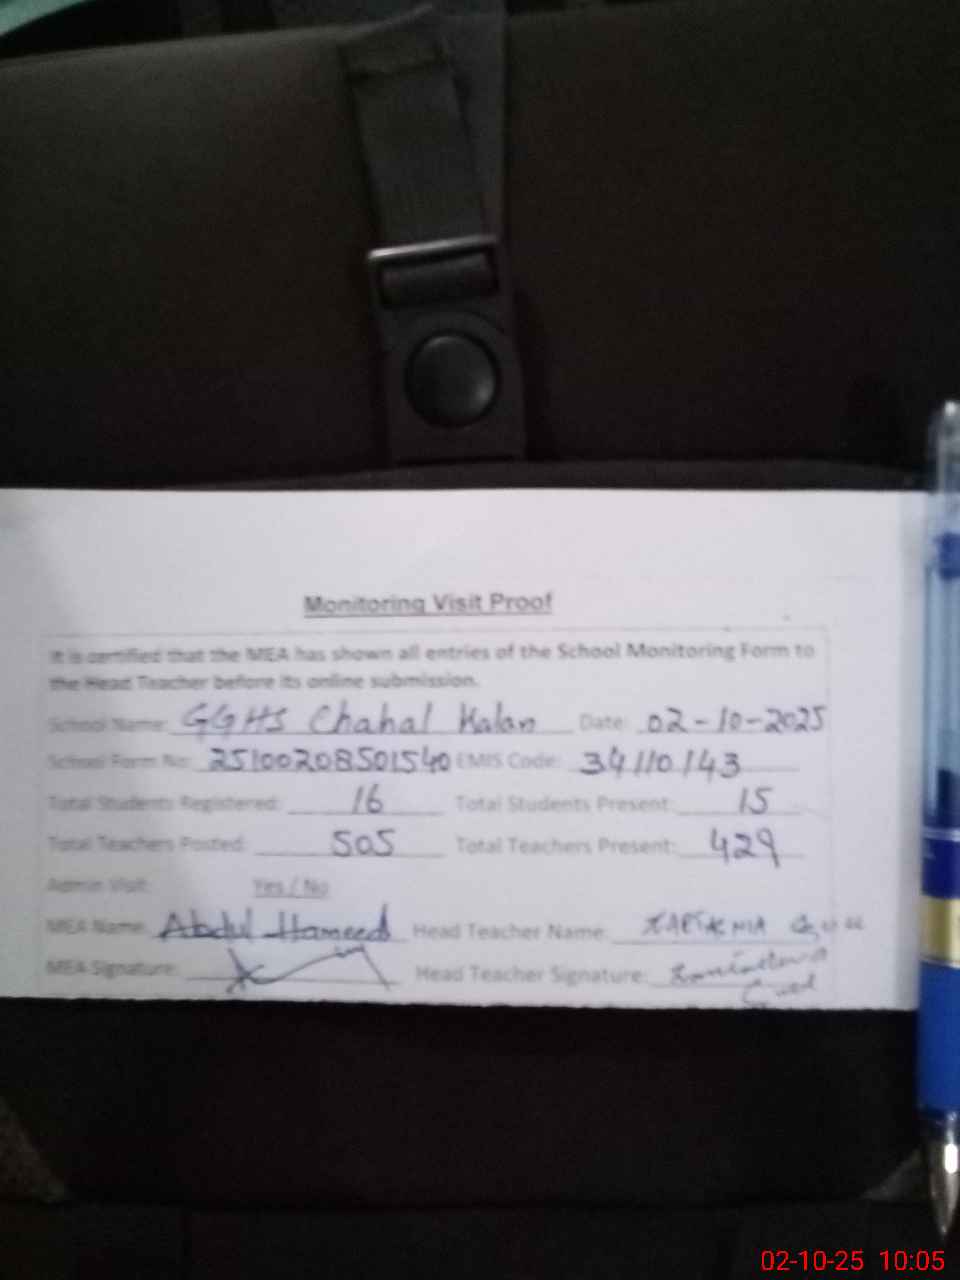 Monitoring Visit Proof
It is certified that the MEA has shown all entries of the School Monitoring Form to
the Head Teacher before its online submission.
School Name: GGHS Chahal Kalan Date: 02-10-2025
School Form No: 25100208501540 EMIS Code: 34110143
Total Students Registered: 16 Total Students Present: 15
Total Teachers Posted: 505 Total Teachers Present: 429
Admin Visit: Yes / No
MEA Name: Abdul Hameed Head Teacher Name:
MEA Signature: Head Teacher Signature:
02-10-25 10:05